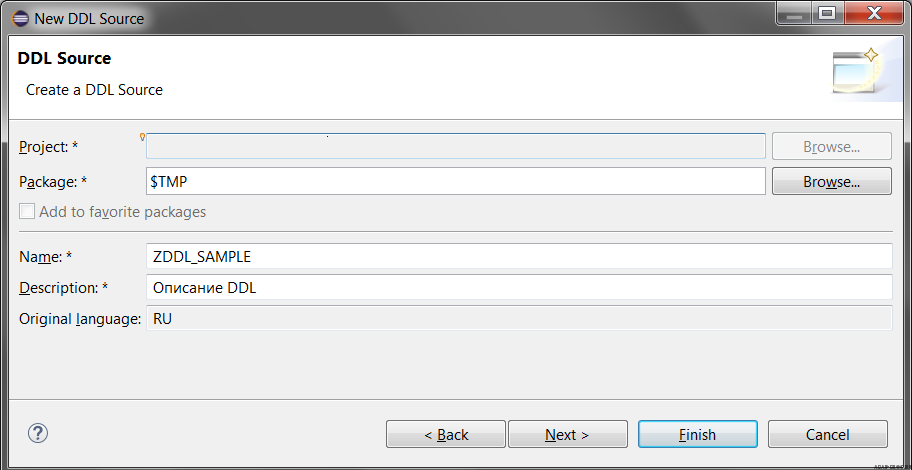 New DDL Source
DDL Source
Create a DDL Source
Project: *
Browse...
Package: * $TMP Browse...
Add to favorite packages
Name: * ZDDL_SAMPLE
Description: * Описание DDL
Original language: RU
? < Back Next > Finish Cancel